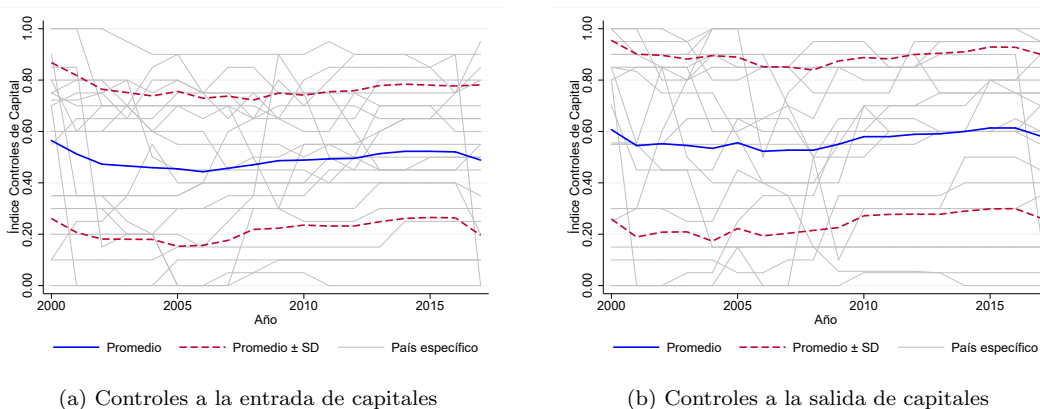 Índice Controles de Capital
1.00
0.80
0.60
0.40
0.20
0.00
2000 2005 2010 2015
Año
Promedio Promedio ± SD País específico
(a) Controles a la entrada de capitales
Índice Controles de Capital
1.00
0.80
0.60
0.40
0.20
0.00
2000 2005 2010 2015
Año
Promedio Promedio ± SD País específico
(b) Controles a la salida de capitales